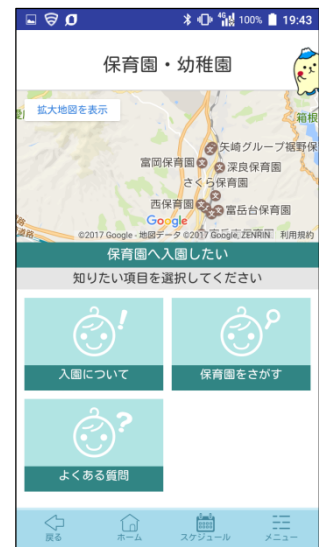 46 100% 19:43
保育園・幼稚園
拡大地図を表示
箱根
矢崎グループ裾野保
富岡保育園
深良保育園
さくら保育園
西保育園
富岳台保育園
Google
©2017 Google - 地図データ ©2017 Google, ZENRIN 利用規約
保育園へ入園したい
知りたい項目を選択してください
入園について
保育園をさがす
よくある質問
戻る
ホーム
スケジュール
メニュー